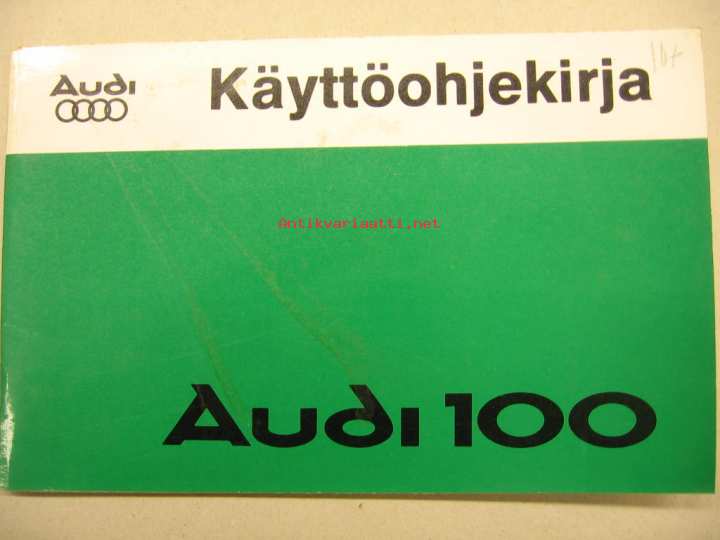 Audi
Käyttöohjekirja
Antikvariaatti.net
Audi 100